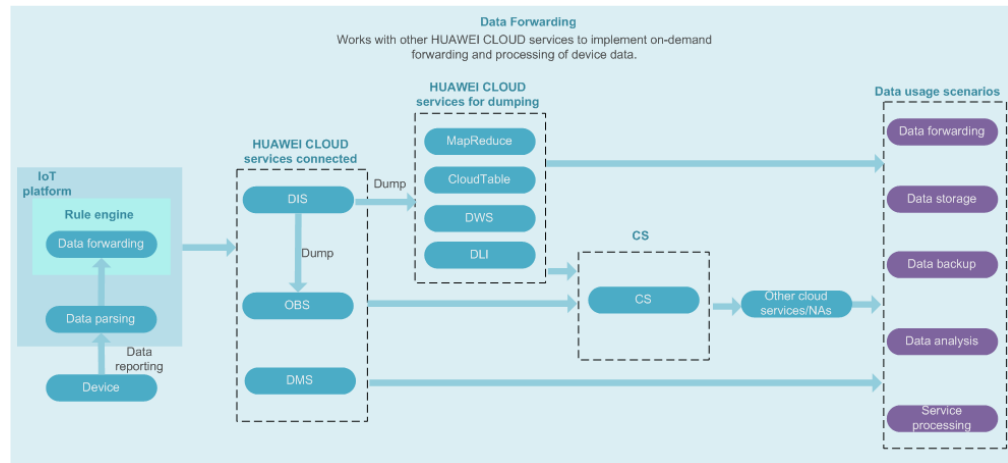 Data Forwarding
Works with other HUAWEI CLOUD services to implement on-demand
forwarding and processing of device data.
HUAWEI CLOUD
services for dumping
Data usage scenarios
MapReduce
Data forwarding
HUAWEI CLOUD
services connected
IoT
platform
Dump
CloudTable
DIS
Data storage
Rule engine
DWS
Data forwarding
Dump
DLI
CS
Data backup
OBS
CS
Other cloud
services/NAs
Data parsing
Data analysis
Data
reporting
Device
DMS
Service
processing